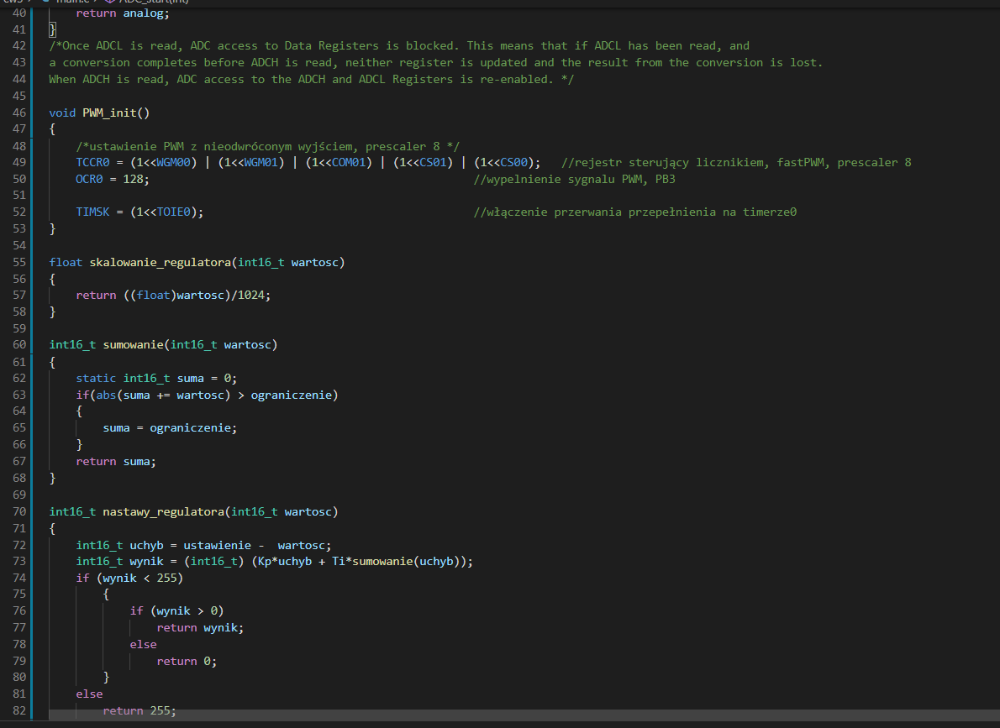 main.c > ADC_start(int)
40 return analog;
41 }
42 /*Once ADCL is read, ADC access to Data Registers is blocked. This means that if ADCL has been read, and
43 a conversion completes before ADCH is read, neither register is updated and the result from the conversion is lost.
44 When ADCH is read, ADC access to the ADCH and ADCL Registers is re-enabled. */
45
46 void PWM_init()
47 {
48 /*ustawienie PWM z nieodwróconym wyjściem, prescaler 8 */
49 TCCR0 = (1<<WGM00) | (1<<WGM01) | (1<<COM01) | (1<<CS01) | (1<<CS00); //rejestr sterujący licznikiem, fastPWM, prescaler 8
50 OCR0 = 128; //wypelnienie sygnalu PWM, PB3
51
52 TIMSK = (1<<TOIE0); //włączenie przerwania przepełnienia na timerze0
53 }
54
55 float skalowanie_regulatora(int16_t wartosc)
56 {
57 return ((float)wartosc)/1024;
58 }
59
60 int16_t sumowanie(int16_t wartosc)
61 {
62 static int16_t suma = 0;
63 if(abs(suma += wartosc) > ograniczenie)
64 {
65 suma = ograniczenie;
66 }
67 return suma;
68 }
69
70 int16_t nastawy_regulatora(int16_t wartosc)
71 {
72 int16_t uchyb = ustawienie -  wartosc;
73 int16_t wynik = (int16_t) (Kp*uchyb + Ti*sumowanie(uchyb));
74 if (wynik < 255)
75 {
76 if (wynik > 0)
77 return wynik;
78 else
79 return 0;
80 }
81 else
82 return 255;